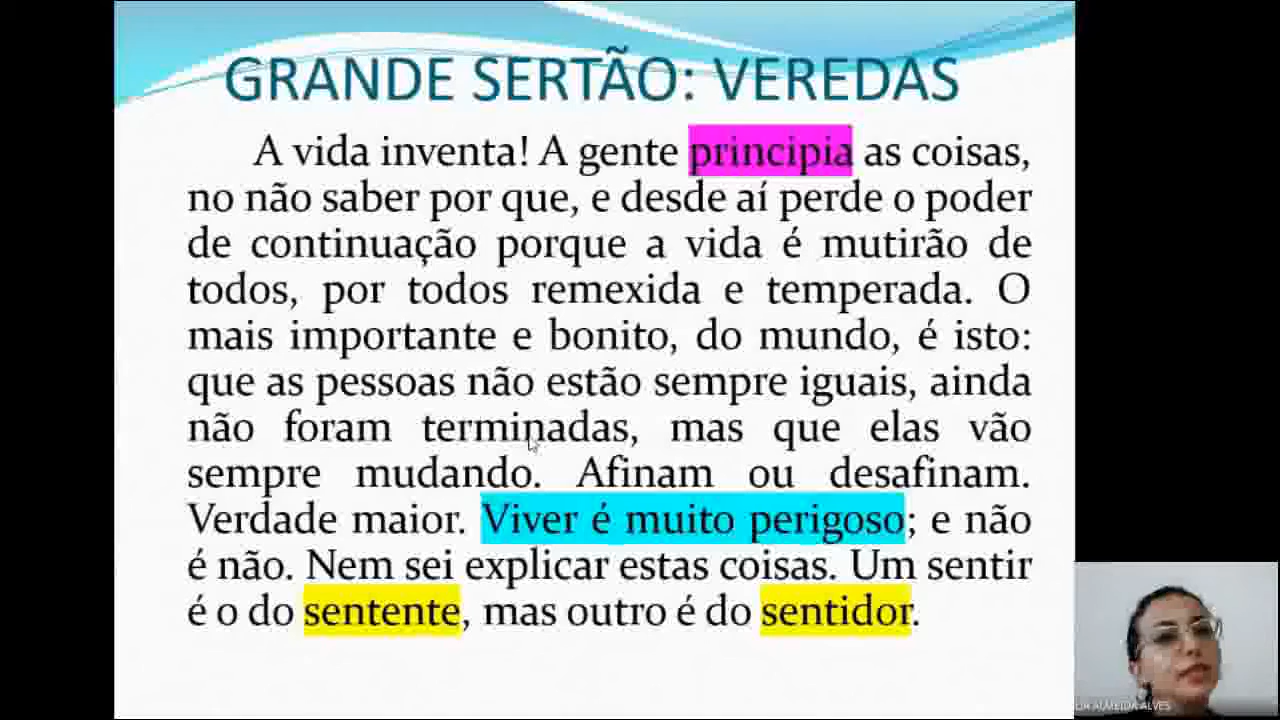 GRANDE SERTÃO: VEREDAS
A vida inventa! A gente principia as coisas,
no não saber por que, e desde aí perde o poder
de continuação porque a vida é mutirão de
todos, por todos remexida e temperada. O
mais importante e bonito, do mundo, é isto:
que as pessoas não estão sempre iguais, ainda
não foram terminadas, mas que elas vão
sempre mudando. Afinam ou desafinam.
Verdade maior. Viver é muito perigoso; e não
é não. Nem sei explicar estas coisas. Um sentir
é o do sentente, mas outro é do sentidor.
ALMEIDA ALVES